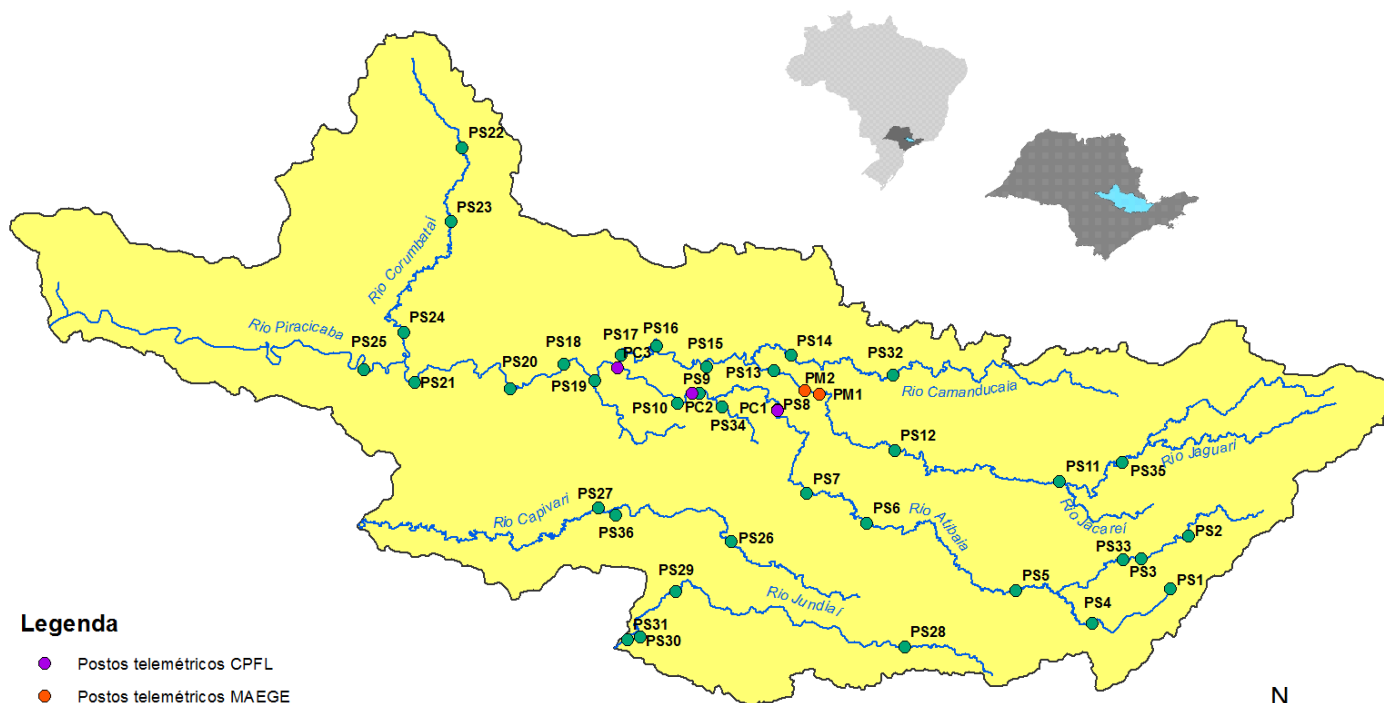 PS22
PS23
Rio Corumbataí
PS24
Rio Piracicaba
PS25
PS21
PS20
PS18
PS19
PS17
PC3
PS16
PS15
PS14
PS13
PS32
Rio Camanducaia
PM2
PM1
PS9
PS10
PC2
PS34
PC1
PS8
PS12
PS11
PS35
Rio Jaguari
Rio Jacareí
PS7
PS6
Rio Atibaia
PS27
Rio Capivari
PS36
PS26
PS33
PS3
PS2
PS1
PS5
PS4
PS29
Rio Jundiaí
PS28
PS31
PS30
Legenda
Postos telemétricos CPFL
Postos telemétricos MAEGE
N